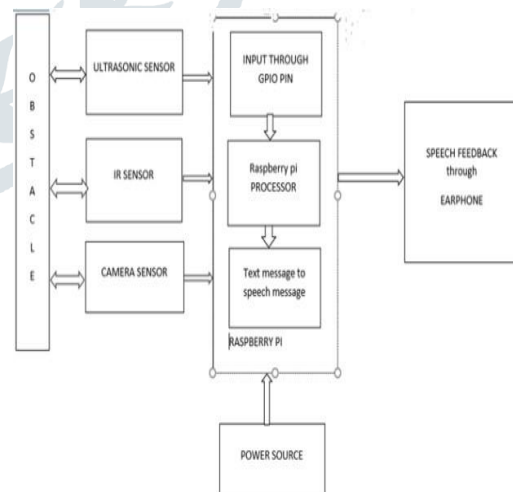 O
B
S
T
A
C
L
E
ULTRASONIC SENSOR
IR SENSOR
CAMERA SENSOR
INPUT THROUGH
GPIO PIN
Raspberry pi
PROCESSOR
Text message to
speech message
RASPBERRY PI
SPEECH FEEDBACK
through
EARPHONE
POWER SOURCE